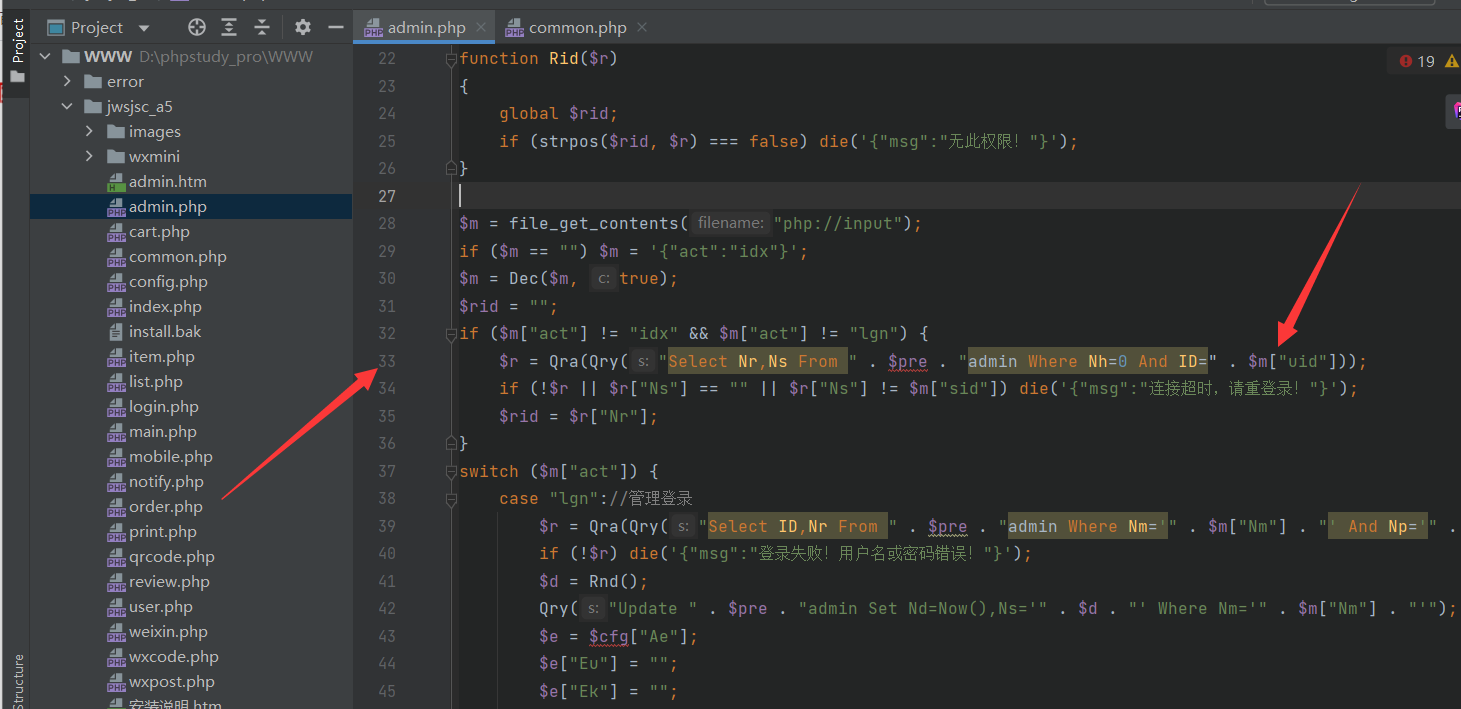 Project
admin.php
common.php
Project
WWW D:\phpstudy_pro\WWW
error
jwsjsc_a5
images
wxmini
admin.htm
admin.php
cart.php
common.php
config.php
index.php
install.bak
item.php
list.php
login.php
main.php
mobile.php
notify.php
order.php
print.php
qrcode.php
review.php
user.php
weixin.php
wxcode.php
wxpost.php
安装说明.htm
Structure
19
22 function Rid($r)
23 {
24 global $rid;
25 if (strpos($rid, $r) === false) die('{"msg":"无此权限！"}');
26 }
27
28 $m = file_get_contents( filename: "php://input");
29 if ($m == "") $m = '{"act":"idx"}';
30 $m = Dec($m, c: true);
31 $rid = "";
32 if ($m["act"] != "idx" && $m["act"] != "lgn") {
33 $r = Qra(Qry( s: "Select Nr,Ns From " . $pre . "admin Where Nh=0 And ID=" . $m["uid"]));
34 if (!$r || $r["Ns"] == "" || $r["Ns"] != $m["sid"]) die('{"msg":"连接超时，请重登录！"}');
35 $rid = $r["Nr"];
36 }
37 switch ($m["act"]) {
38 case "lgn"://管理登录
39 $r = Qra(Qry( s: "Select ID,Nr From " . $pre . "admin Where Nm='" . $m["Nm"] . "' And Np='" .
40 if (!$r) die('{"msg":"登录失败！用户名或密码错误！"}');
41 $d = Rnd();
42 Qry( s: "Update " . $pre . "admin Set Nd=Now(),Ns='" . $d . "' Where Nm='" . $m["Nm"] . "'");
43 $e = $cfg["Ae"];
44 $e["Eu"] = "";
45 $e["Ek"] = "";